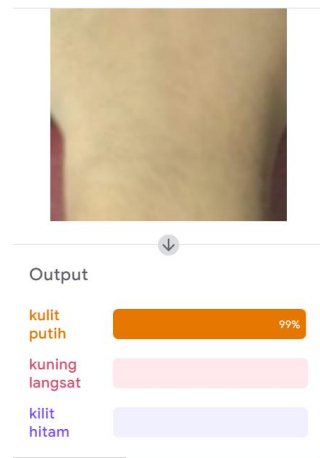 Output
kulit
putih
99%
kuning
langsat
kilit
hitam